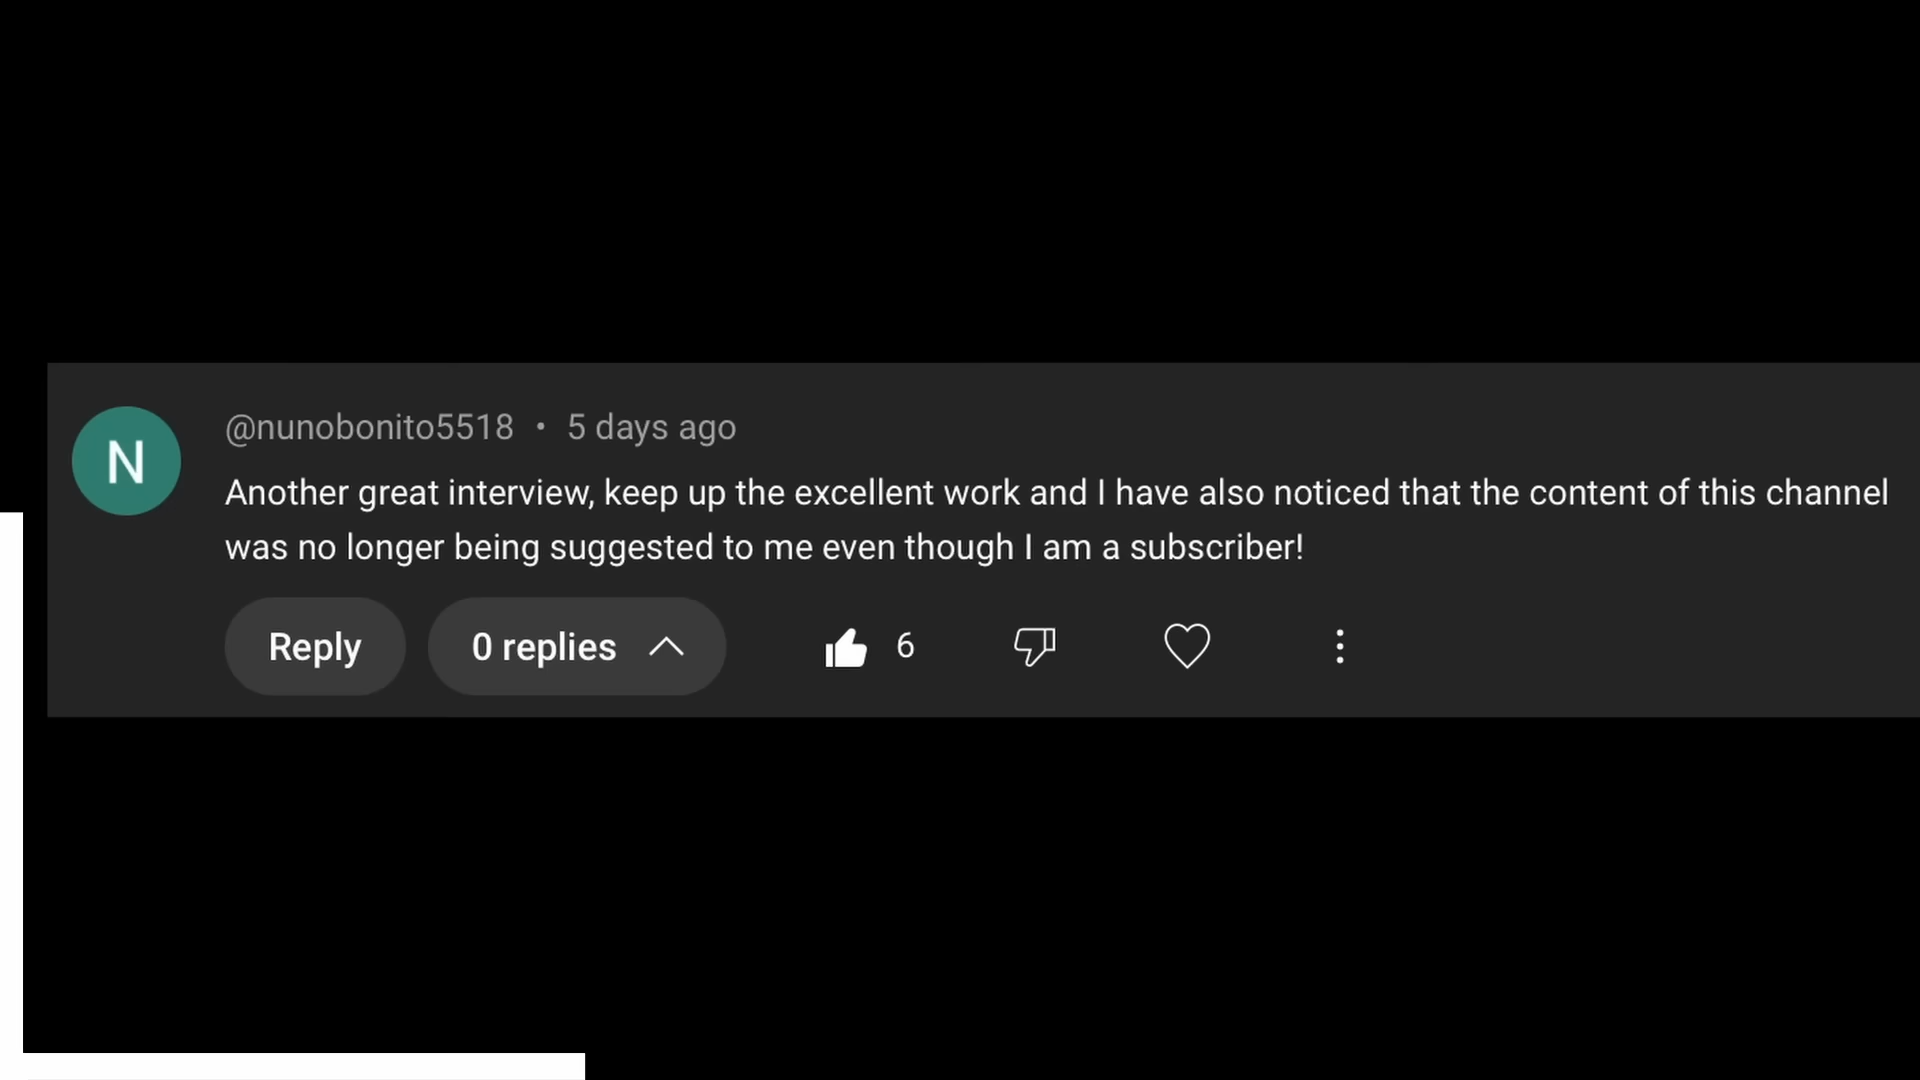 N
@nunobonito5518 • 5 days ago
Another great interview, keep up the excellent work and I have also noticed that the content of this channel
was no longer being suggested to me even though I am a subscriber!
Reply 0 replies 6